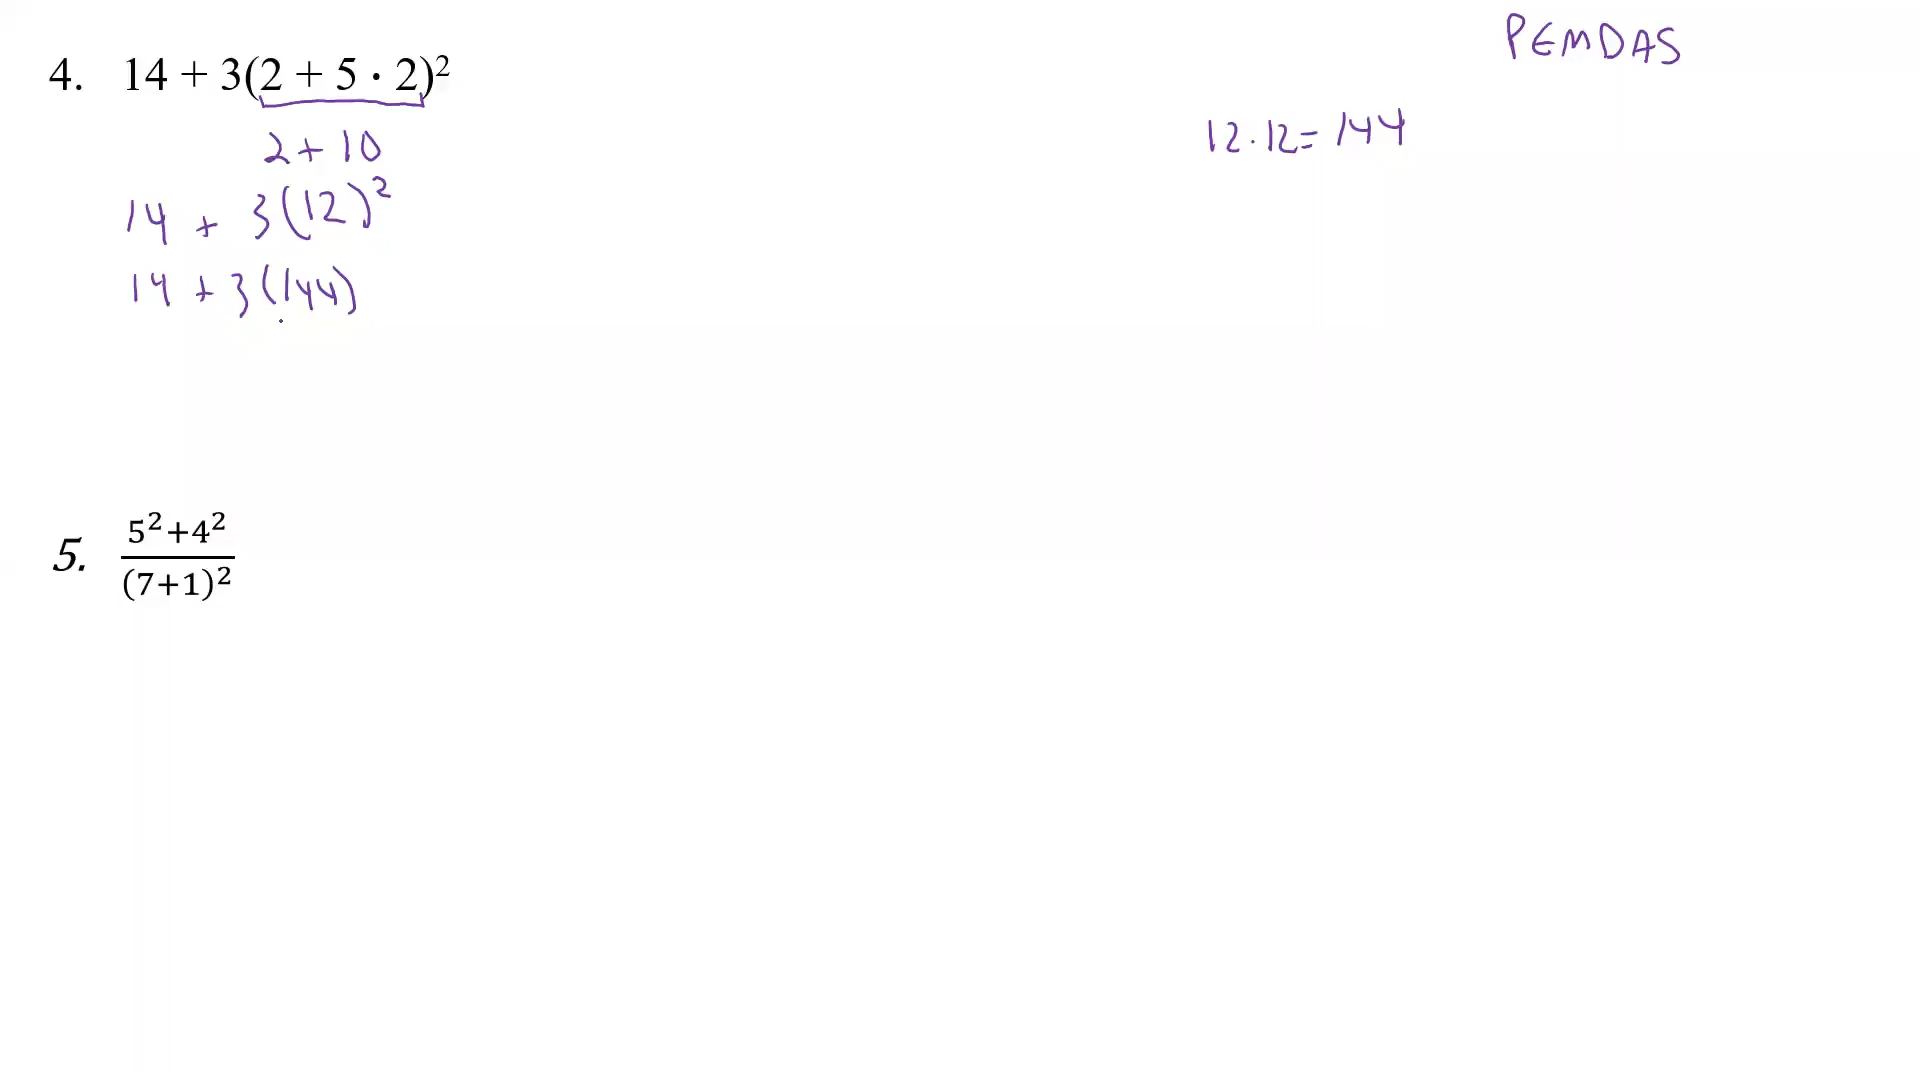 PEMDAS
4. 14 + 3(2 + 5 · 2)²
12 · 12 = 144
2 + 10
14 + 3(12)²
14 + 3(144)
5. 5²+4²
(7+1)²